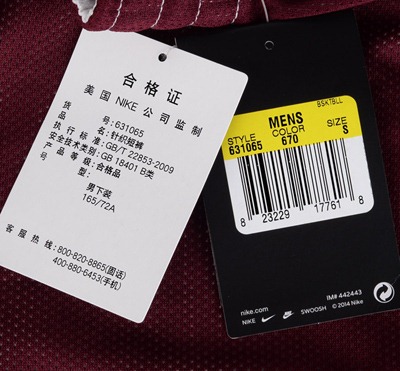 合格证
美国 NIKE 公司监制
货 号: 631065
品 名: 针织短裤
执行标准: GB/T 22853-2009
安全技术类别: GB 18401 B类
产品等级: 合格品
男下装
165/72A
客服热线: 800-820-8865(固话)
400-880-6453(手机)
BSKTBLL
MENS
STYLE COLOR SIZE
631065 670 S
8 23229 17761 8
IM# 442443
nike.com
NIKE SWOOSH © 2014 Nike